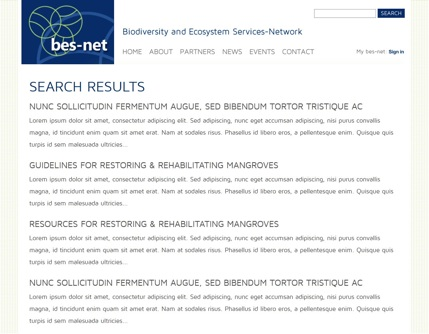 SEARCH
bes-net
Biodiversity and Ecosystem Services-Network
HOME ABOUT PARTNERS NEWS EVENTS CONTACT
My bes-net Sign in
SEARCH RESULTS
NUNC SOLLICITUDIN FERMENTUM AUGUE, SED BIBENDUM TORTOR TRISTIQUE AC
Lorem ipsum dolor sit amet, consectetur adipiscing elit. Sed adipiscing, nunc eget accumsan adipiscing, nisi purus convallis
magna, id tincidunt enim quam sit amet erat. Nam at sodales risus. Phasellus id libero eros, a pellentesque enim. Quisque quis
turpis id sem malesuada ultricies...
GUIDELINES FOR RESTORING & REHABILITATING MANGROVES
Lorem ipsum dolor sit amet, consectetur adipiscing elit. Sed adipiscing, nunc eget accumsan adipiscing, nisi purus convallis
magna, id tincidunt enim quam sit amet erat. Nam at sodales risus. Phasellus id libero eros, a pellentesque enim. Quisque quis
turpis id sem malesuada ultricies...
RESOURCES FOR RESTORING & REHABILITATING MANGROVES
Lorem ipsum dolor sit amet, consectetur adipiscing elit. Sed adipiscing, nunc eget accumsan adipiscing, nisi purus convallis
magna, id tincidunt enim quam sit amet erat. Nam at sodales risus. Phasellus id libero eros, a pellentesque enim. Quisque quis
turpis id sem malesuada ultricies...
NUNC SOLLICITUDIN FERMENTUM AUGUE, SED BIBENDUM TORTOR TRISTIQUE AC
Lorem ipsum dolor sit amet, consectetur adipiscing elit. Sed adipiscing, nunc eget accumsan adipiscing, nisi purus convallis
magna, id tincidunt enim quam sit amet erat. Nam at sodales risus. Phasellus id libero eros, a pellentesque enim. Quisque quis
turpis id sem malesuada ultricies...